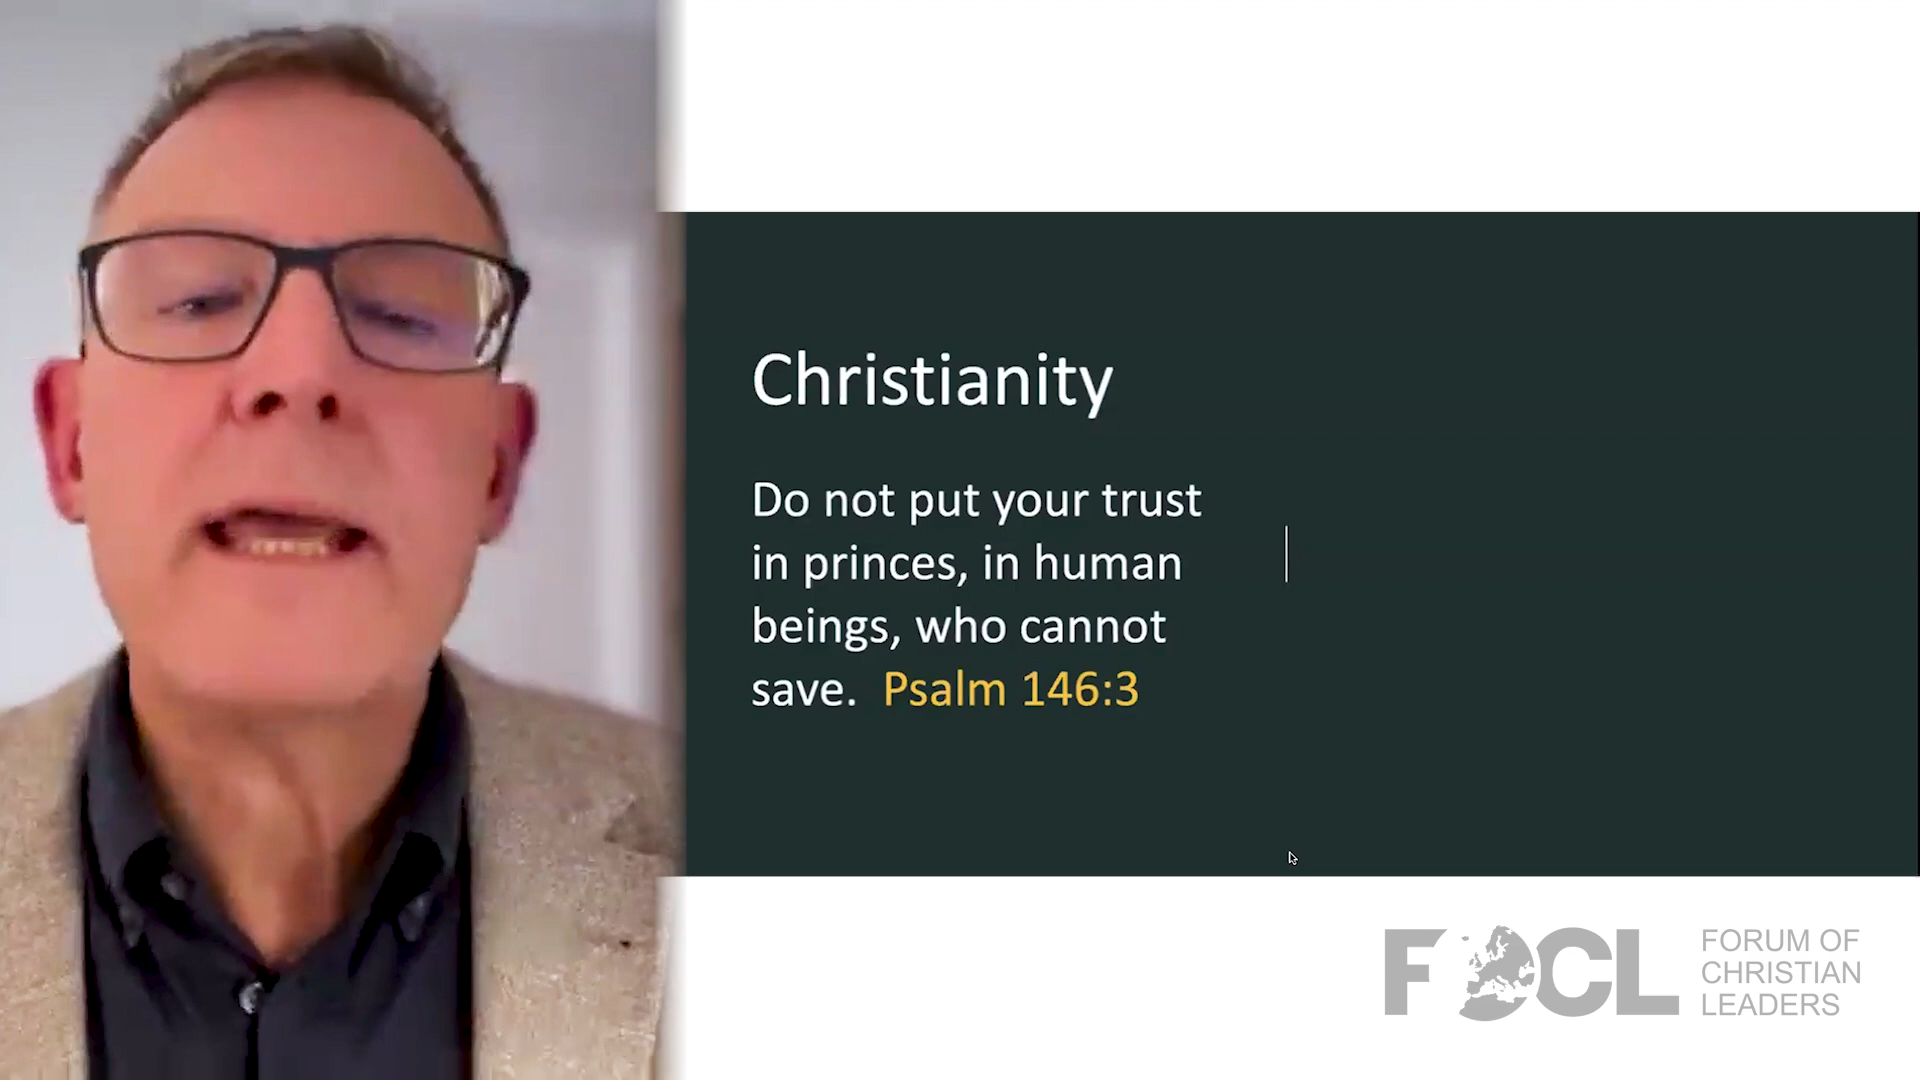 Christianity
Do not put your trust
in princes, in human
beings, who cannot
save. Psalm 146:3
FOCL
FORUM OF
CHRISTIAN
LEADERS